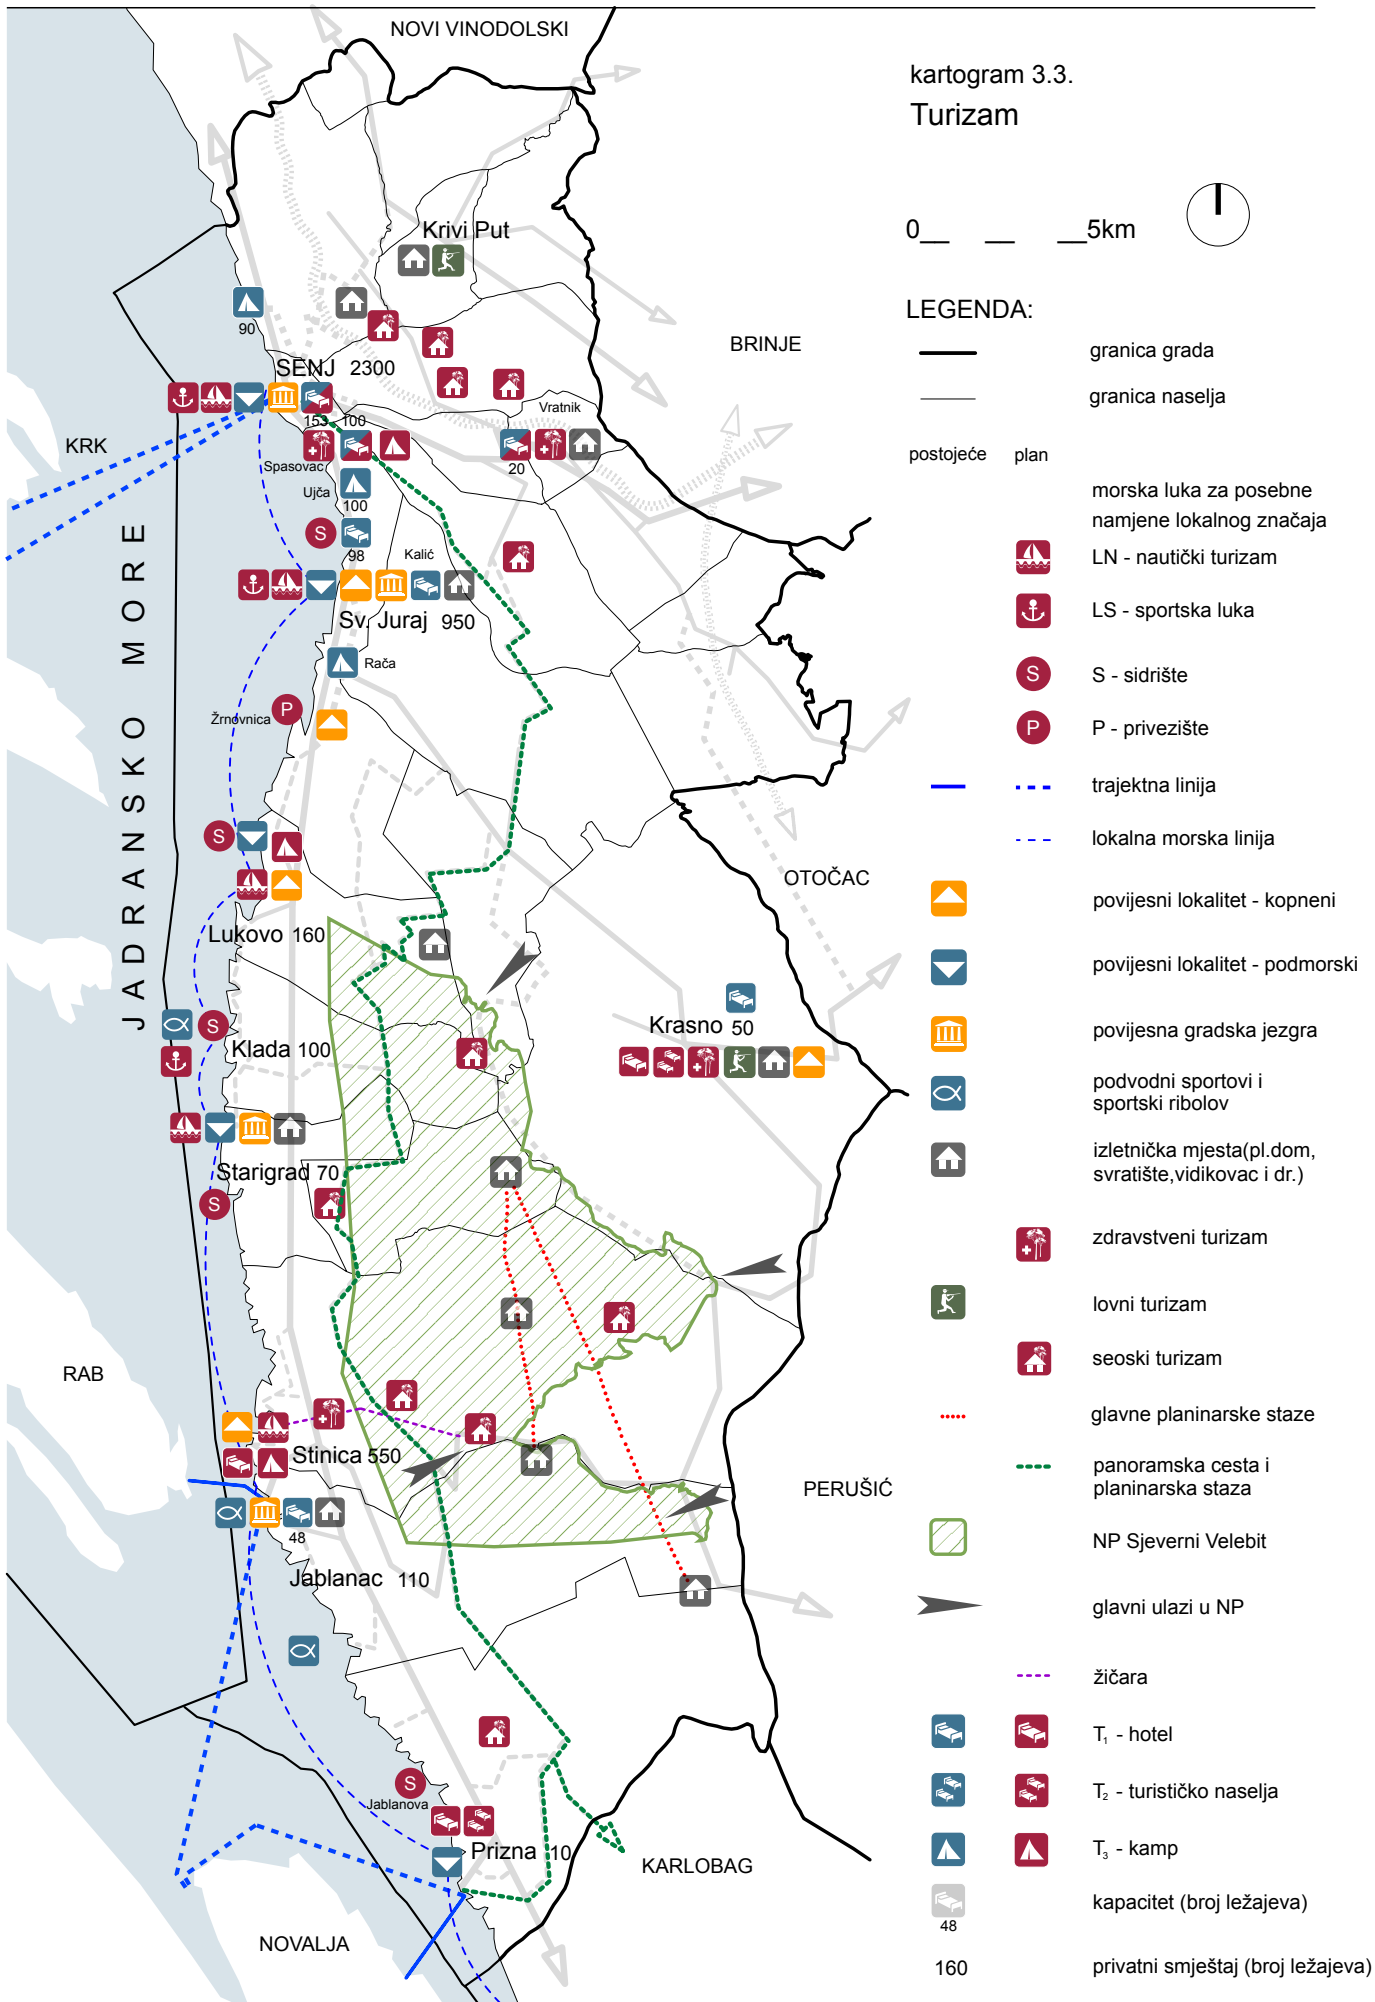 NOVI VINODOLSKI
kartogram 3.3.
Turizam
0__ __ __5km
Krivi Put
90
BRINJE
SENJ 2300
153 100
Vratnik
KRK
Spasovac
20
Ujča
100
98
Kalić
Sv. Juraj 950
Rača
Žrnovnica
P
S
JADRANSKO MORE
S
OTOČAC
Lukovo 160
Krasno 50
S
Klada 100
Starigrad 70
S
RAB
Stinica 550
PERUŠIĆ
48
Jablanac 110
S
Jablanova
Prizna 10
KARLOBAG
NOVALJA
LEGENDA:
granica grada
granica naselja
postojeće plan
morska luka za posebne
namjene lokalnog značaja
LN - nautički turizam
LS - sportska luka
S S - sidrište
P P - privezište
trajektna linija
lokalna morska linija
povijesni lokalitet - kopneni
povijesni lokalitet - podmorski
povijesna gradska jezgra
podvodni sportovi i
sportski ribolov
izletnička mjesta(pl.dom,
svratište,vidikovac i dr.)
zdravstveni turizam
lovni turizam
seoski turizam
glavne planinarske staze
panoramska cesta i
planinarska staza
NP Sjeverni Velebit
glavni ulazi u NP
žičara
T₁ - hotel
T₂ - turističko naselja
T₃ - kamp
kapacitet (broj ležajeva)
48
160 privatni smještaj (broj ležajeva)